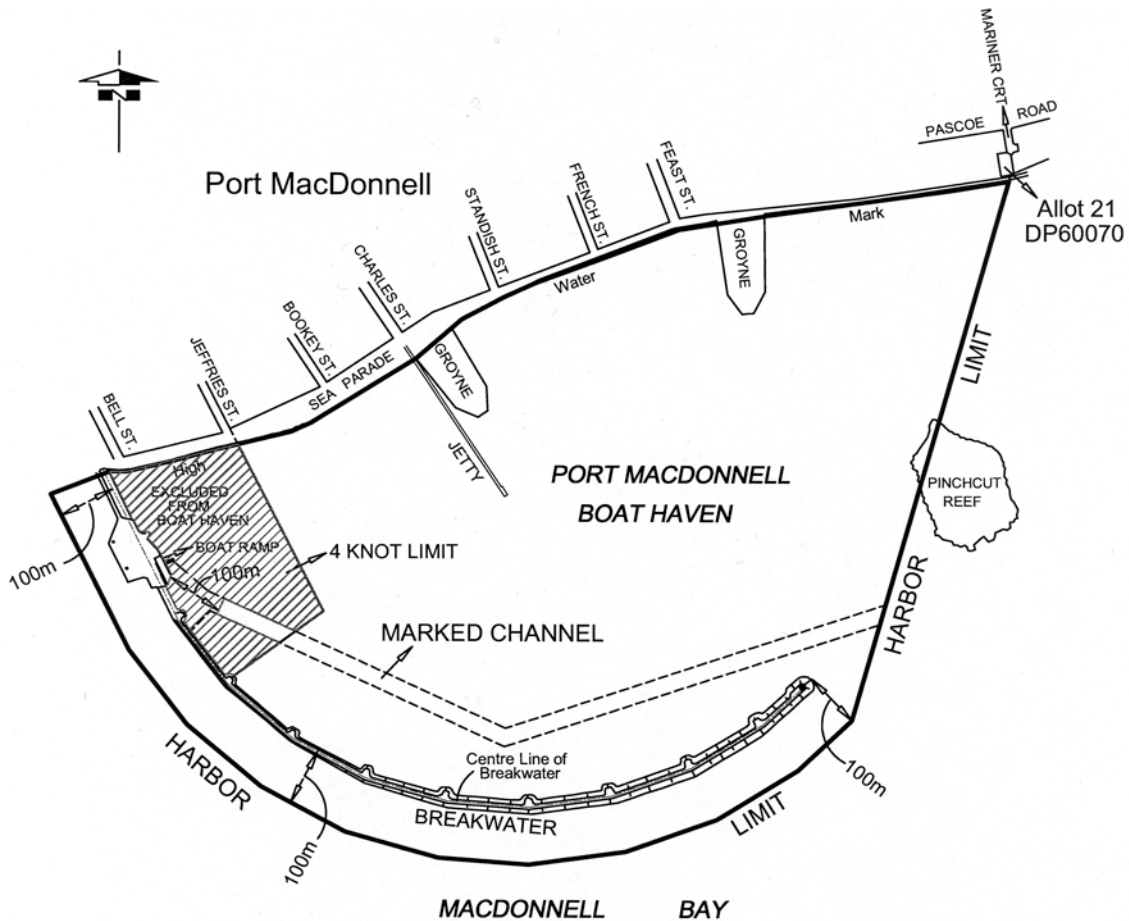 N
MARINER CRT
PASCOE ROAD
Port MacDonnell
FEAST ST.
FRENCH ST.
STANDISH ST.
CHARLES ST.
BOOKEY ST.
JEFFRIES ST.
BELL ST.
Allot 21
DP60070
Mark
Water
High
GROYNE
GROYNE
SEA PARADE
JETTY
LIMIT
HARBOR
PINCHCUT
REEF
PORT MACDONNELL
BOAT HAVEN
EXCLUDED
FROM
BOAT HAVEN
BOAT RAMP
100m
100m
4 KNOT LIMIT
MARKED CHANNEL
Centre Line of
Breakwater
BREAKWATER
HARBOR
LIMIT
100m
100m
MACDONNELL BAY